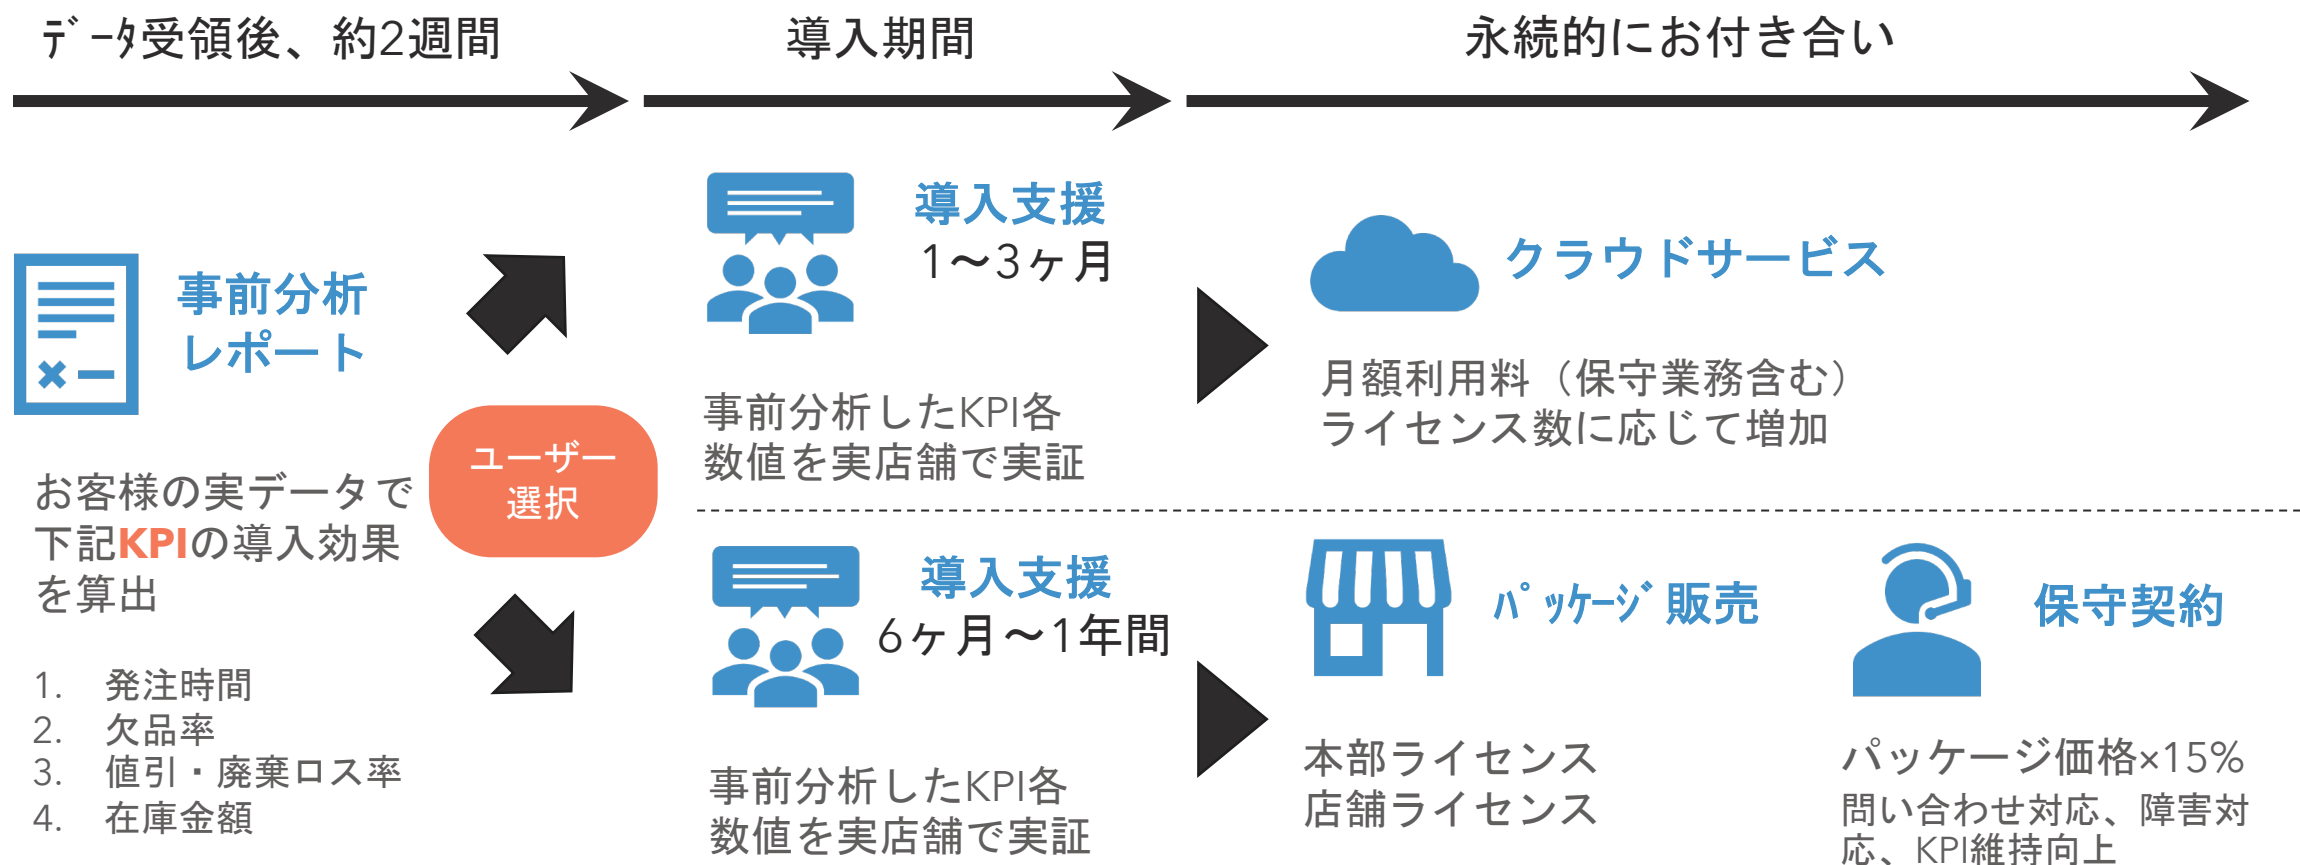 ﾃﾞｰﾀ受領後、約2週間
導入期間
永続的にお付き合い
事前分析
レポート
お客様の実データで
下記KPIの導入効果
を算出
1. 発注時間
2. 欠品率
3. 値引・廃棄ロス率
4. 在庫金額
ユーザー
選択
導入支援
1〜3ヶ月
事前分析したKPI各
数値を実店舗で実証
クラウドサービス
月額利用料（保守業務含む）
ライセンス数に応じて増加
導入支援
6ヶ月〜1年間
事前分析したKPI各
数値を実店舗で実証
ﾊﾟｯｹｰｼﾞ販売
本部ライセンス
店舗ライセンス
保守契約
パッケージ価格×15%
問い合わせ対応、障害対
応、KPI維持向上